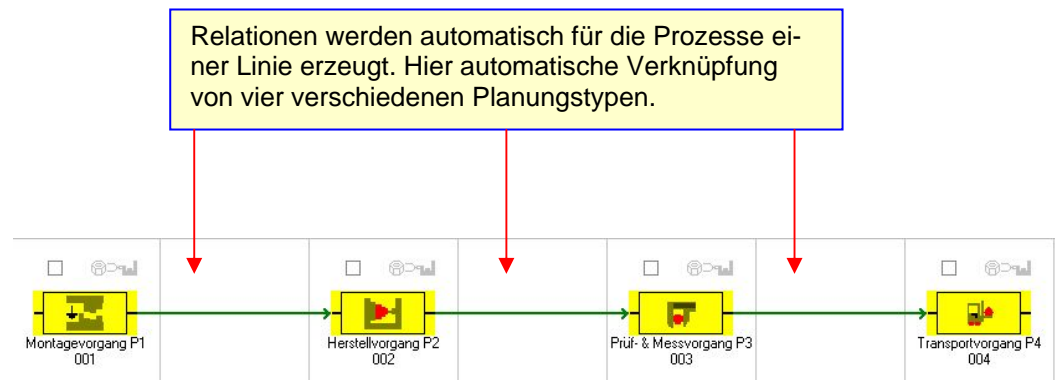 Relationen werden automatisch für die Prozesse ei-
ner Linie erzeugt. Hier automatische Verknüpfung
von vier verschiedenen Planungstypen.
Montagevorgang P1
001
Herstellvorgang P2
002
Prüf- & Messvorgang P3
003
Transportvorgang P4
004